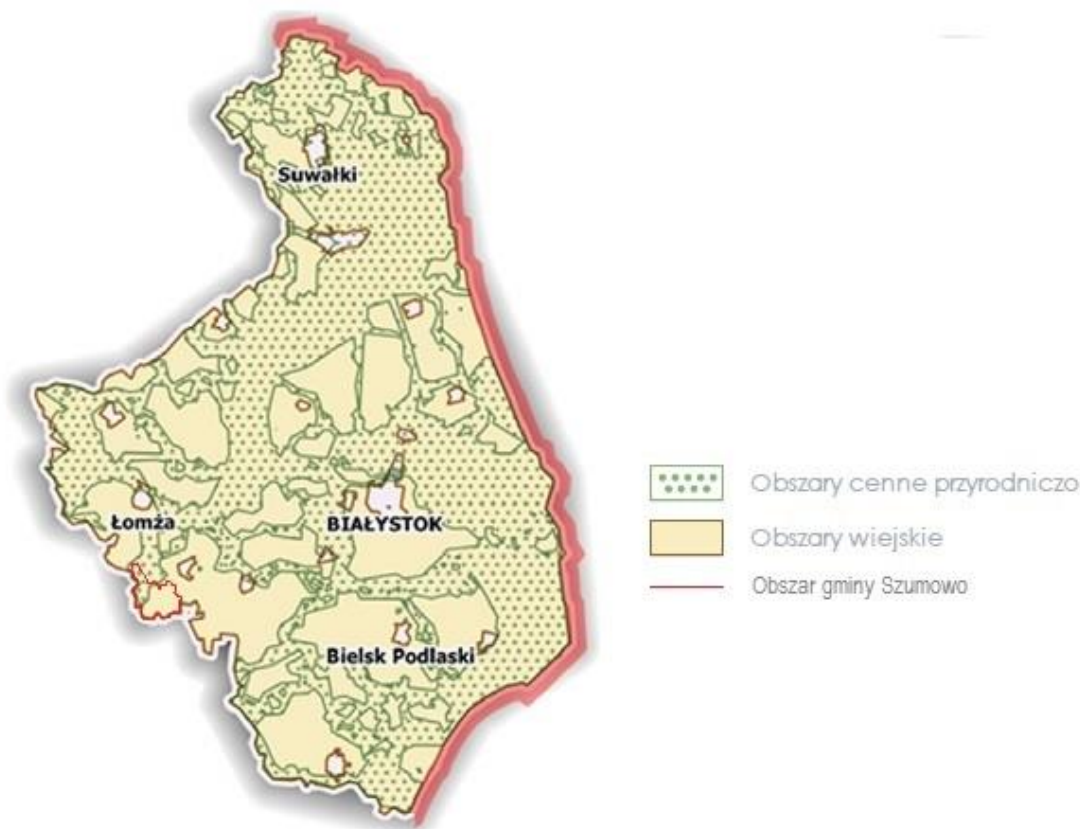 Suwałki
Łomża
BIAŁYSTOK
Bielsk Podlaski
Obszary cenne przyrodniczo
Obszary wiejskie
Obszar gminy Szumowo